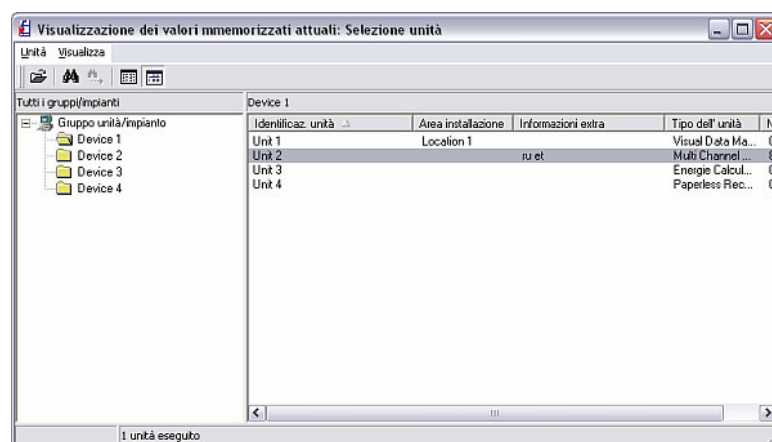 Visualizzazione dei valori mmemorizzati attuali: Selezione unità
Unità Visualizza
Tutti i gruppi/impianti
Device 1
Gruppo unità/impianto
Device 1
Device 2
Device 3
Device 4
Identificaz. unità Area installazione Informazioni extra Tipo dell' unità N
Unit 1 Location 1 Visual Data Ma...
Unit 2 ru et Multi Channel ...
Unit 3 Energie Calcul...
Unit 4 Paperless Rec...
1 unità eseguito